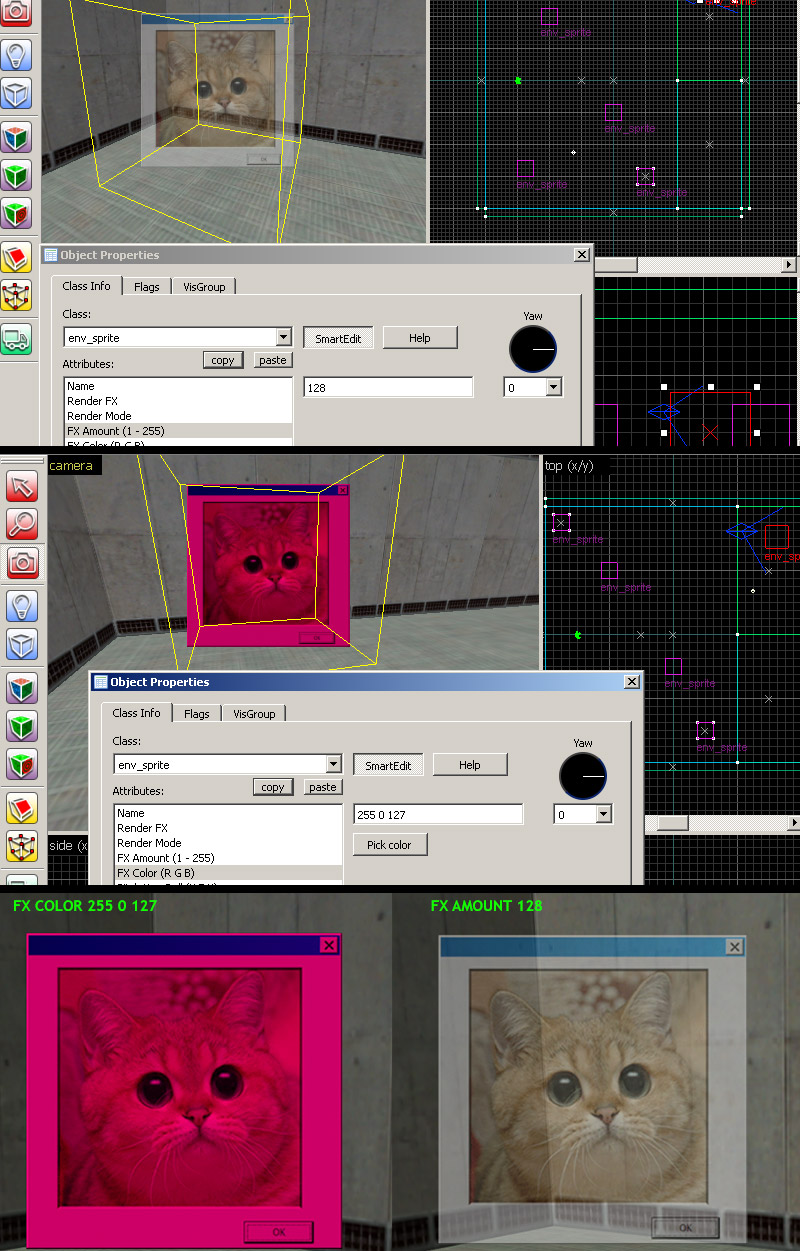 env_sprite
env_sprite
env_sprite
env_sprite
OK
Object Properties
Class Info
Flags
VisGroup
Class:
env_sprite
SmartEdit
Help
Yaw
Attributes:
copy
paste
Name
Render FX
Render Mode
FX Amount (1 - 255)
FX Color (R G B)
128
0
camera
top (x/y)
env_sprite
env_sp
env_sprite
env_sprite
env_sprite
OK
Object Properties
Class Info
Flags
VisGroup
Class:
env_sprite
SmartEdit
Help
Yaw
Attributes:
copy
paste
Name
Render FX
Render Mode
FX Amount (1 - 255)
FX Color (R G B)
255 0 127
Pick color
0
side (x
FX COLOR 255 0 127
FX AMOUNT 128
OK
OK